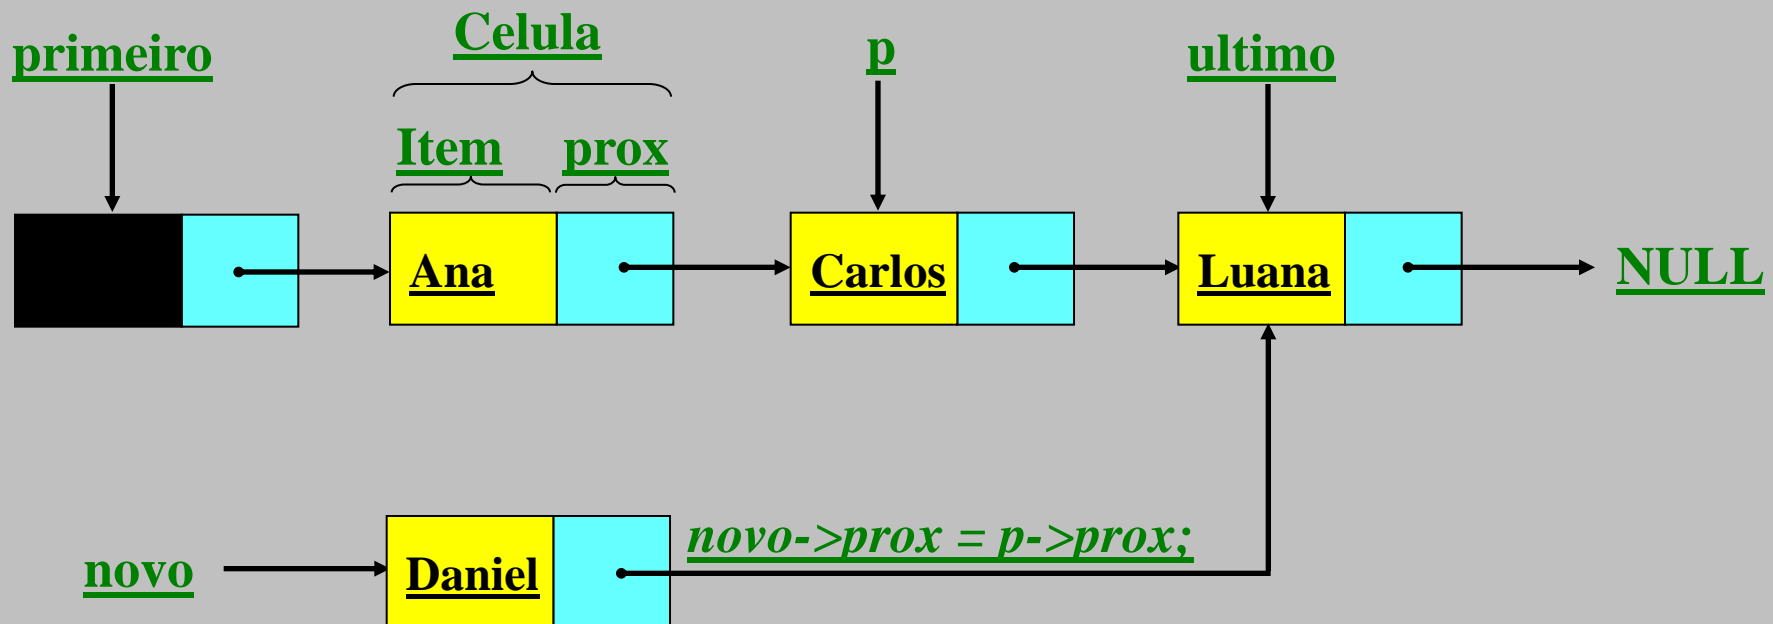 primeiro
Celula
p
ultimo
Item
prox
Ana
Carlos
Luana
NULL
novo
Daniel
novo->prox = p->prox;